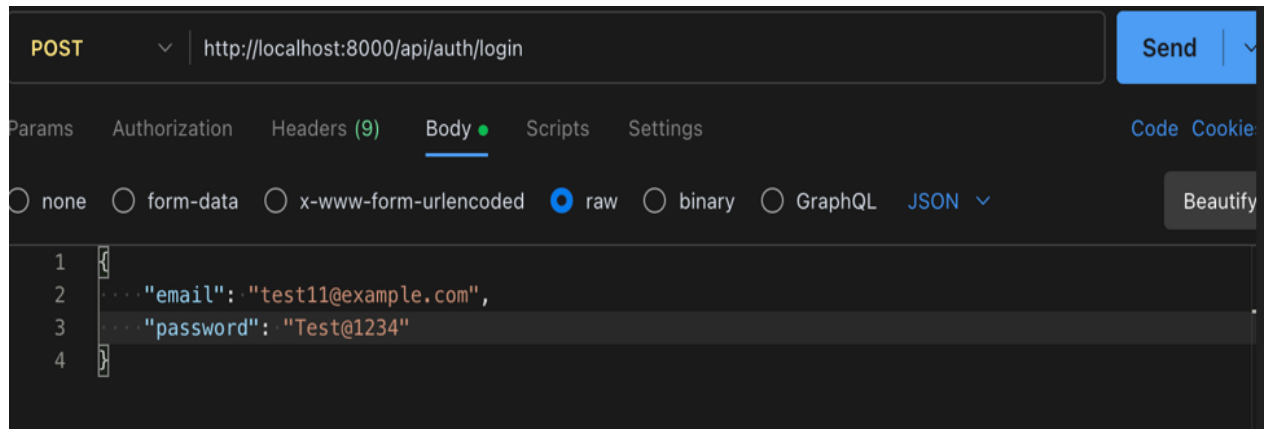 POST http://localhost:8000/api/auth/login Send
Params Authorization Headers (9) Body Scripts Settings Code Cookie
none form-data x-www-form-urlencoded raw binary GraphQL JSON Beautify
1 {
2 "email": "test11@example.com",
3 "password": "Test@1234"
4 }